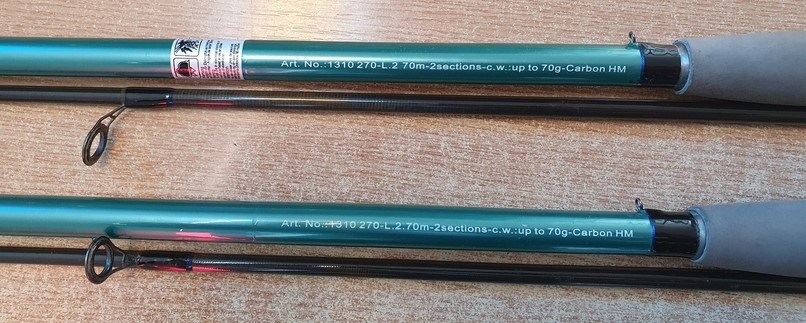 Art. No.:1310 270-L.2 70m-2sections-c.w.:up to 70g-Carbon HM
Art. No.:1310 270-L.2.70m-2sections-c.w.:up to 70g-Carbon HM